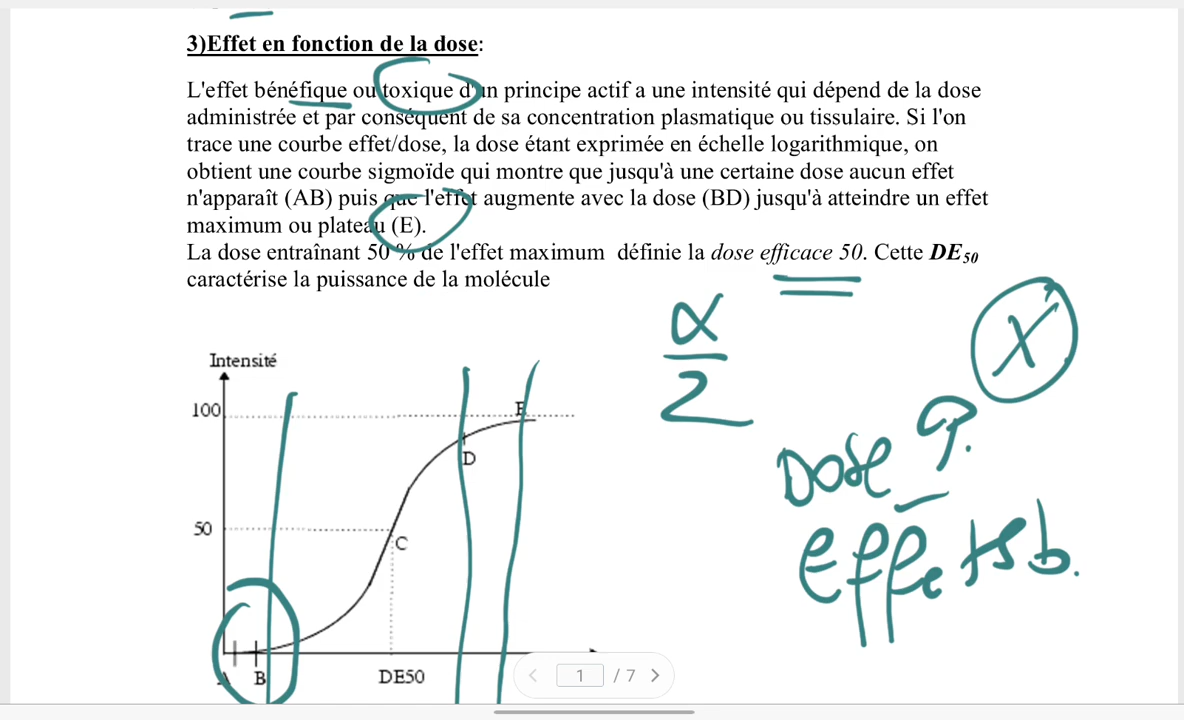 3)Effet en fonction de la dose:
L'effet bénéfique ou toxique d'un principe actif a une intensité qui dépend de la dose
administrée et par conséquent de sa concentration plasmatique ou tissulaire. Si l'on
trace une courbe effet/dose, la dose étant exprimée en échelle logarithmique, on
obtient une courbe sigmoïde qui montre que jusqu'à une certaine dose aucun effet
n'apparaît (AB) puis que l'effet augmente avec la dose (BD) jusqu'à atteindre un effet
maximum ou plateau (E).
La dose entraînant 50 % de l'effet maximum définie la dose efficace 50. Cette DE50
caractérise la puissance de la molécule
α
2
X
Intensité
100
E
Dose
D
50
C
effets b.
A
B
DE50
1 / 7